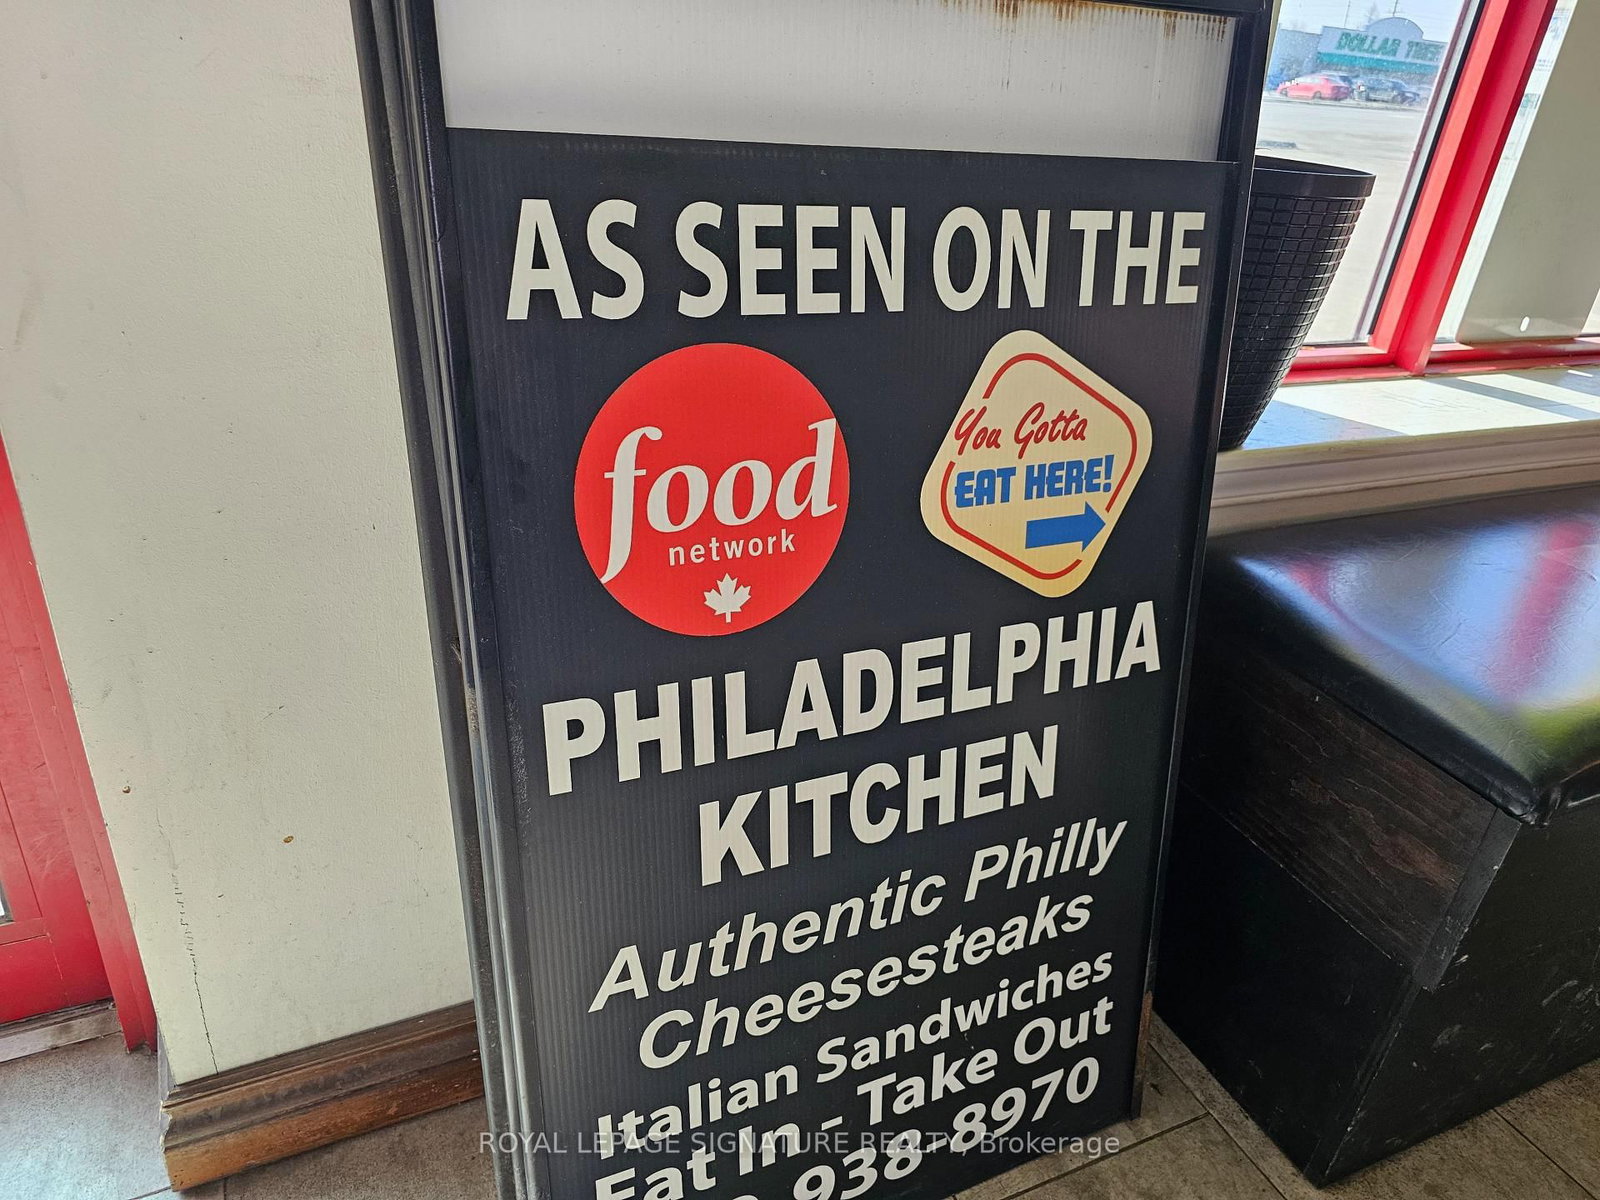 DOLLAR TREE
AS SEEN ON THE
food
network
You Gotta
EAT HERE!
PHILADELPHIA
KITCHEN
Authentic Philly
Cheesesteaks
Italian Sandwiches
Eat In - Take Out
938-8970
ROYAL LEPAGE SIGNATURE REALTY, Brokerage